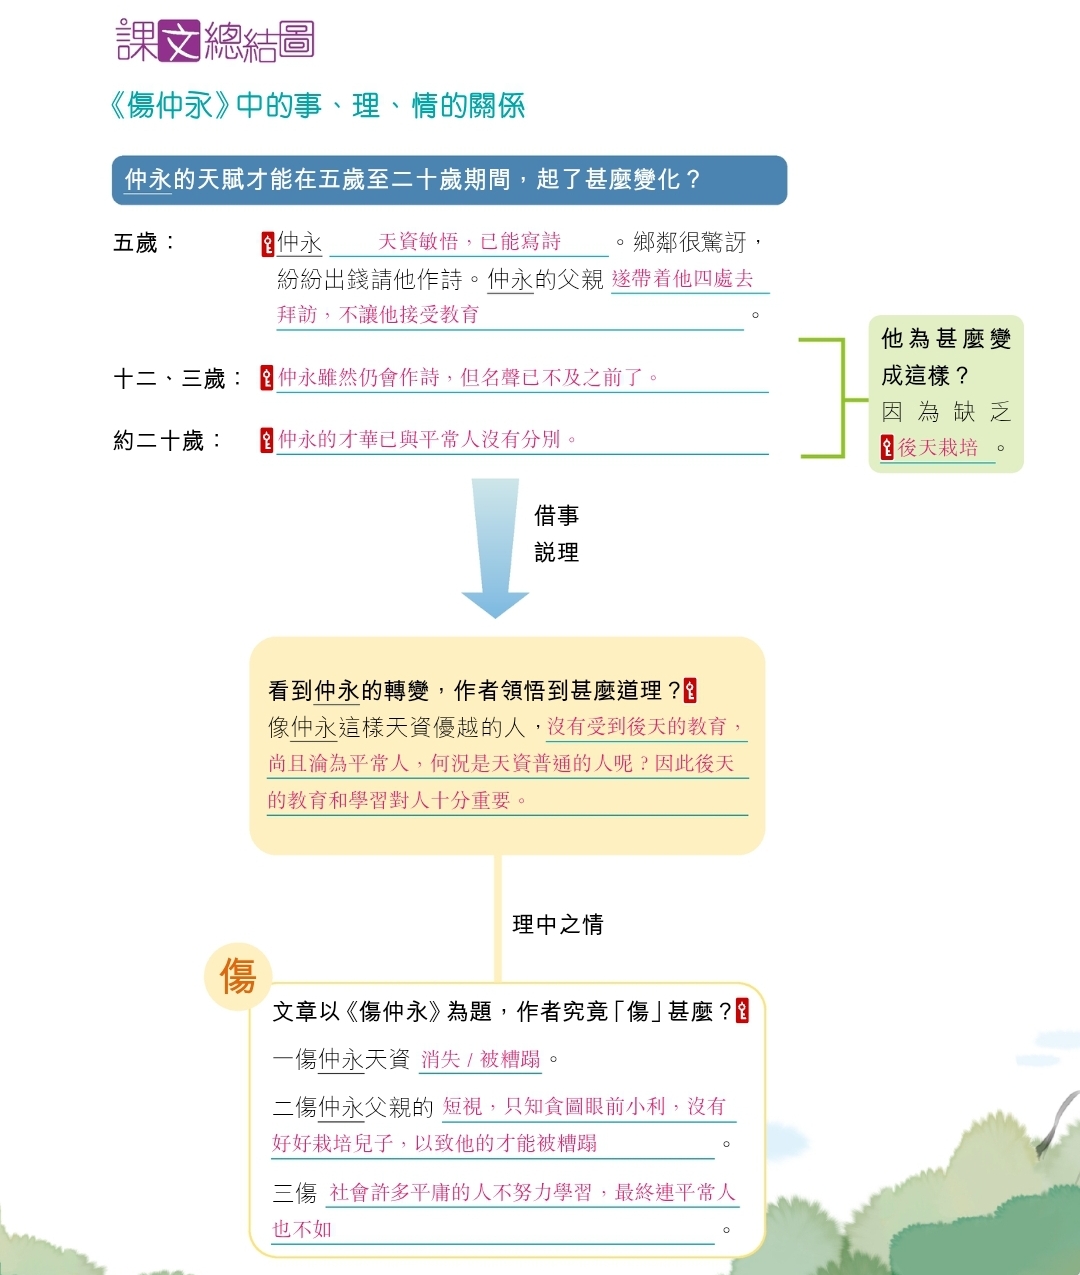 課文總結圖
《傷仲永》中的事、理、情的關係
仲永的天賦才能在五歲至二十歲期間，起了甚麼變化？
五歲：
仲永 天資敏悟，已能寫詩 。鄉鄰很驚訝，
紛紛出錢請他作詩。仲永的父親 遂帶着他四處去
拜訪，不讓他接受教育 。
十二、三歲：
仲永雖然仍會作詩，但名聲已不及之前了。
約二十歲：
仲永的才華已與平常人沒有分別。
他為甚麼變
成這樣？
因為缺乏
後天栽培 。
借事
説理
看到仲永的轉變，作者領悟到甚麼道理？
像仲永這樣天資優越的人，沒有受到後天的教育，
尚且淪為平常人，何況是天資普通的人呢？因此後天
的教育和學習對人十分重要。
理中之情
傷
文章以《傷仲永》為題，作者究竟「傷」甚麼？
一傷仲永天資 消失 / 被糟蹋 。
二傷仲永父親的 短視，只知貪圖眼前小利，沒有
好好栽培兒子，以致他的才能被糟蹋 。
三傷 社會許多平庸的人不努力學習，最終連平常人
也不如 。